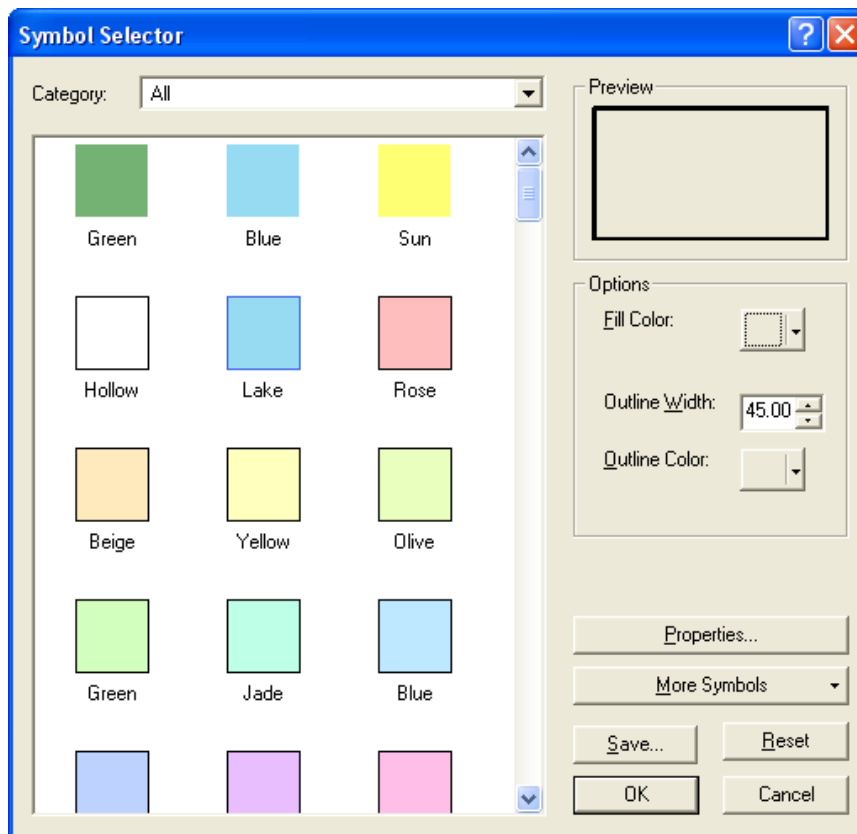 Symbol Selector
Category: All
Green Blue Sun
Hollow Lake Rose
Beige Yellow Olive
Green Jade Blue
Preview
Options
Fill Color:
Outline Width: 45.00
Outline Color:
Properties...
More Symbols
Save... Reset
OK Cancel